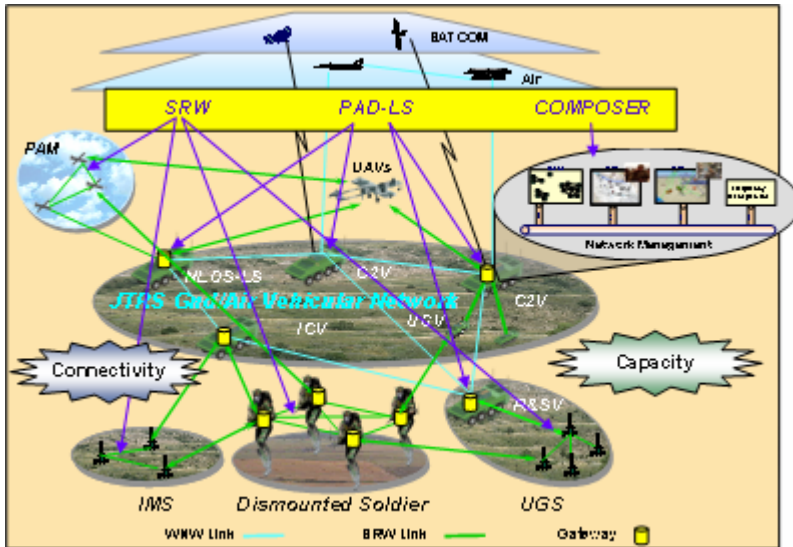 BAT COM
Air
SRW PAD-LS COMPOSER
PAM
UAVs
Network Management
NLOS-LS
C2V
C2V
JTRS Gnd/Air Vehicular Network
UGV
ICV
Connectivity
Capacity
R&SV
IMS Dismounted Soldier UGS
WNW Link SRW Link Gateway